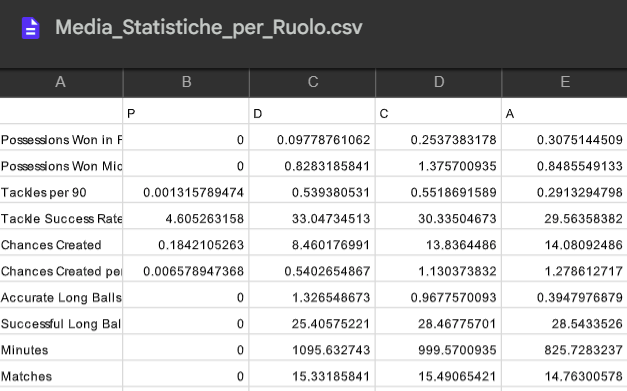 Media_Statistiche_per_Ruolo.csv
A B C D E
P D C A
Possessions Won in 0 0.09778761062 0.2537383178 0.3075144509
Possessions Won Mic 0 0.8283185841 1.375700935 0.8485549133
Tackles per 90 0.001315789474 0.539380531 0.5518691589 0.2913294798
Tackle Success Rate 4.605263158 33.04734513 30.33504673 29.56358382
Chances Created 0.1842105263 8.460176991 13.8364486 14.08092486
Chances Created per 0.006578947368 0.5402654867 1.130373832 1.278612717
Accurate Long Balls 0 1.326548673 0.9677570093 0.3947976879
Successful Long Bal 0 25.40575221 28.46775701 28.5433526
Minutes 0 1095.632743 999.5700935 825.7283237
Matches 0 15.33185841 15.49065421 14.76300578